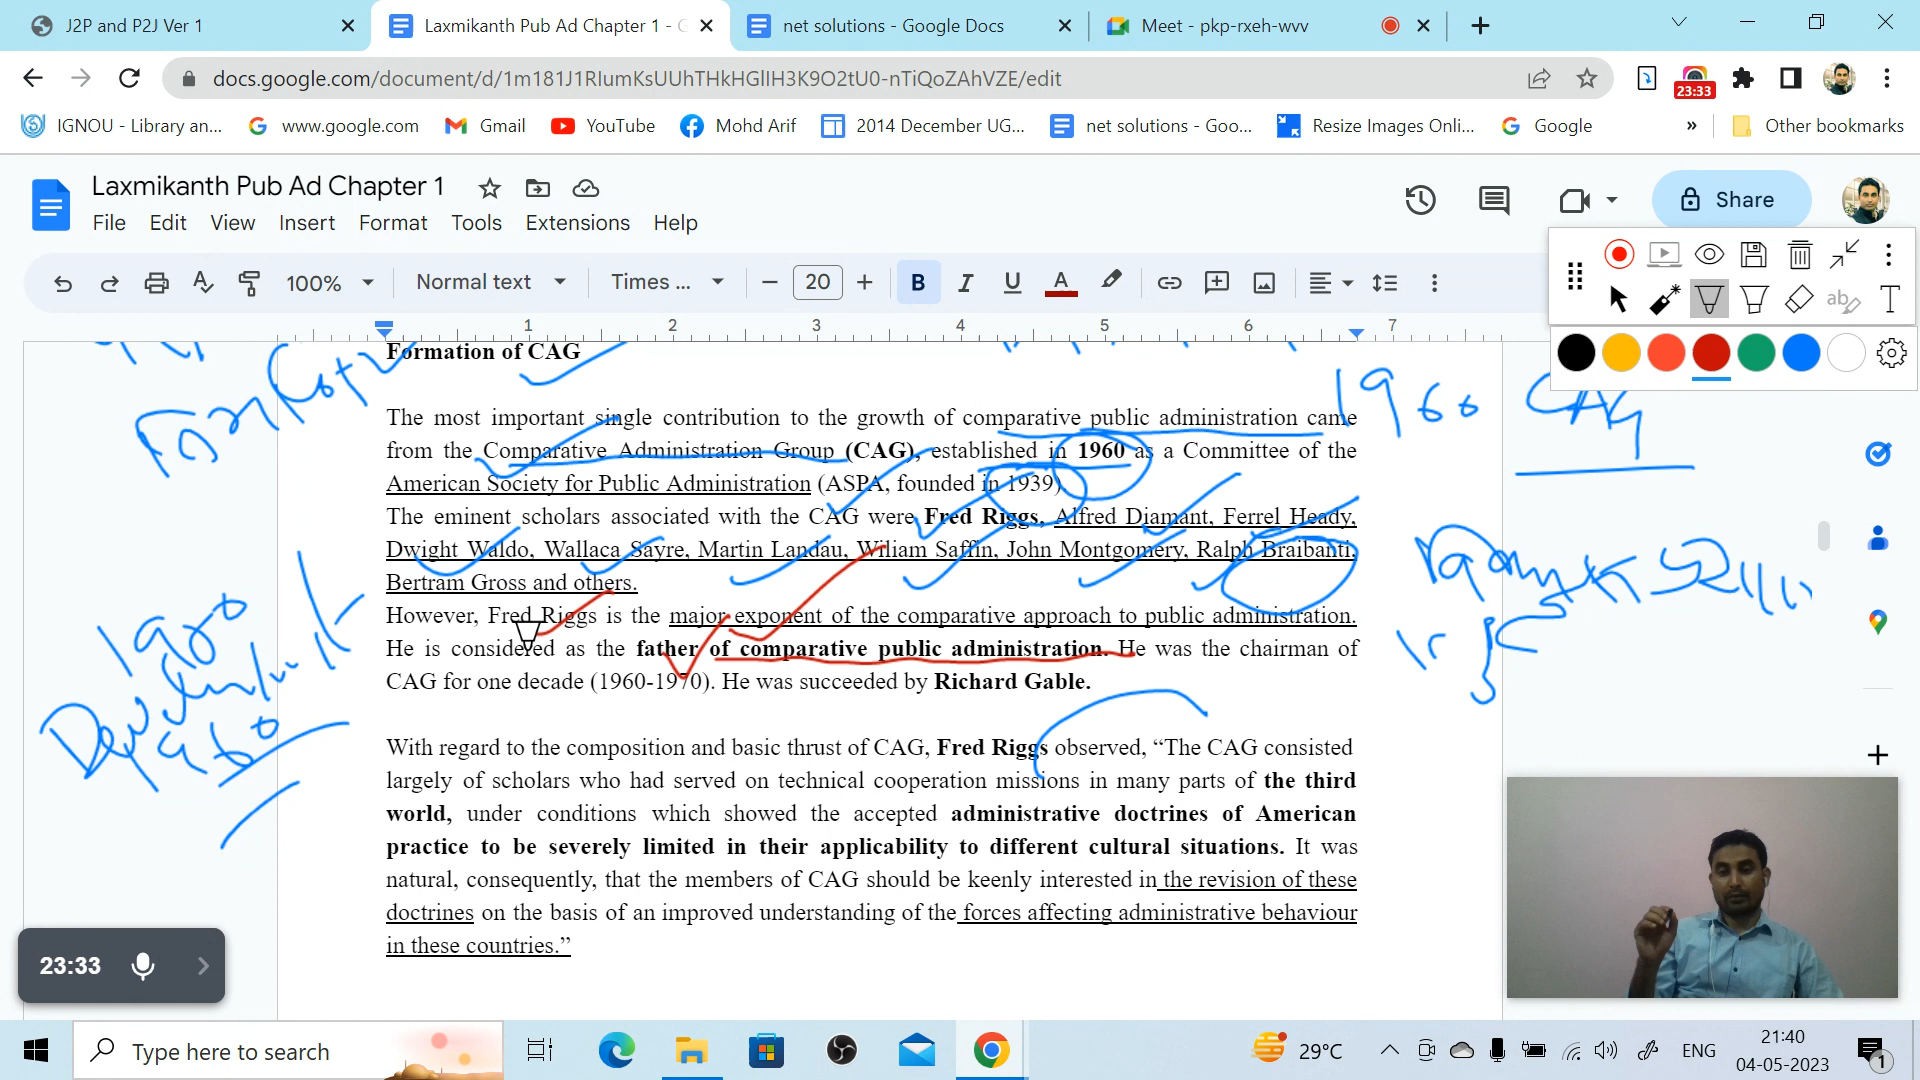 J2P and P2J Ver 1
Laxmikanth Pub Ad Chapter 1 -
net solutions - Google Docs
Meet - pkp-rxeh-wvv
docs.google.com/document/d/1m181J1RIumKsUUhTHkHGlIH3K9O2tU0-nTiQoZAhVZE/edit
23:33
IGNOU - Library an...
www.google.com
Gmail
YouTube
Mohd Arif
2014 December UG...
net solutions - Goo...
Resize Images Onli...
Google
»
Other bookmarks
Laxmikanth Pub Ad Chapter 1
Share
File Edit View Insert Format Tools Extensions Help
100%
Normal text
Times ...
20
B I U A
T
1 2 3 4 5 6 7
Formation of CAG
The most important single contribution to the growth of comparative public administration came
from the Comparative Administration Group (CAG), established in 1960 as a Committee of the
American Society for Public Administration (ASPA, founded in 1939).
The eminent scholars associated with the CAG were Fred Riggs, Alfred Diamant, Ferrel Heady,
Dwight Waldo, Wallaca Sayre, Martin Landau, Wiliam Saffin, John Montgomery, Ralph Braibanti,
Bertram Gross and others.
However, Fred Riggs is the major exponent of the comparative approach to public administration.
He is considered as the father of comparative public administration. He was the chairman of
CAG for one decade (1960-1970). He was succeeded by Richard Gable.
With regard to the composition and basic thrust of CAG, Fred Riggs observed, “The CAG consisted
largely of scholars who had served on technical cooperation missions in many parts of the third
world, under conditions which showed the accepted administrative doctrines of American
practice to be severely limited in their applicability to different cultural situations. It was
natural, consequently, that the members of CAG should be keenly interested in the revision of these
doctrines on the basis of an improved understanding of the forces affecting administrative behaviour
in these countries.”
1960 CAG
23:33
Type here to search
29°C
ENG
21:40
04-05-2023
1